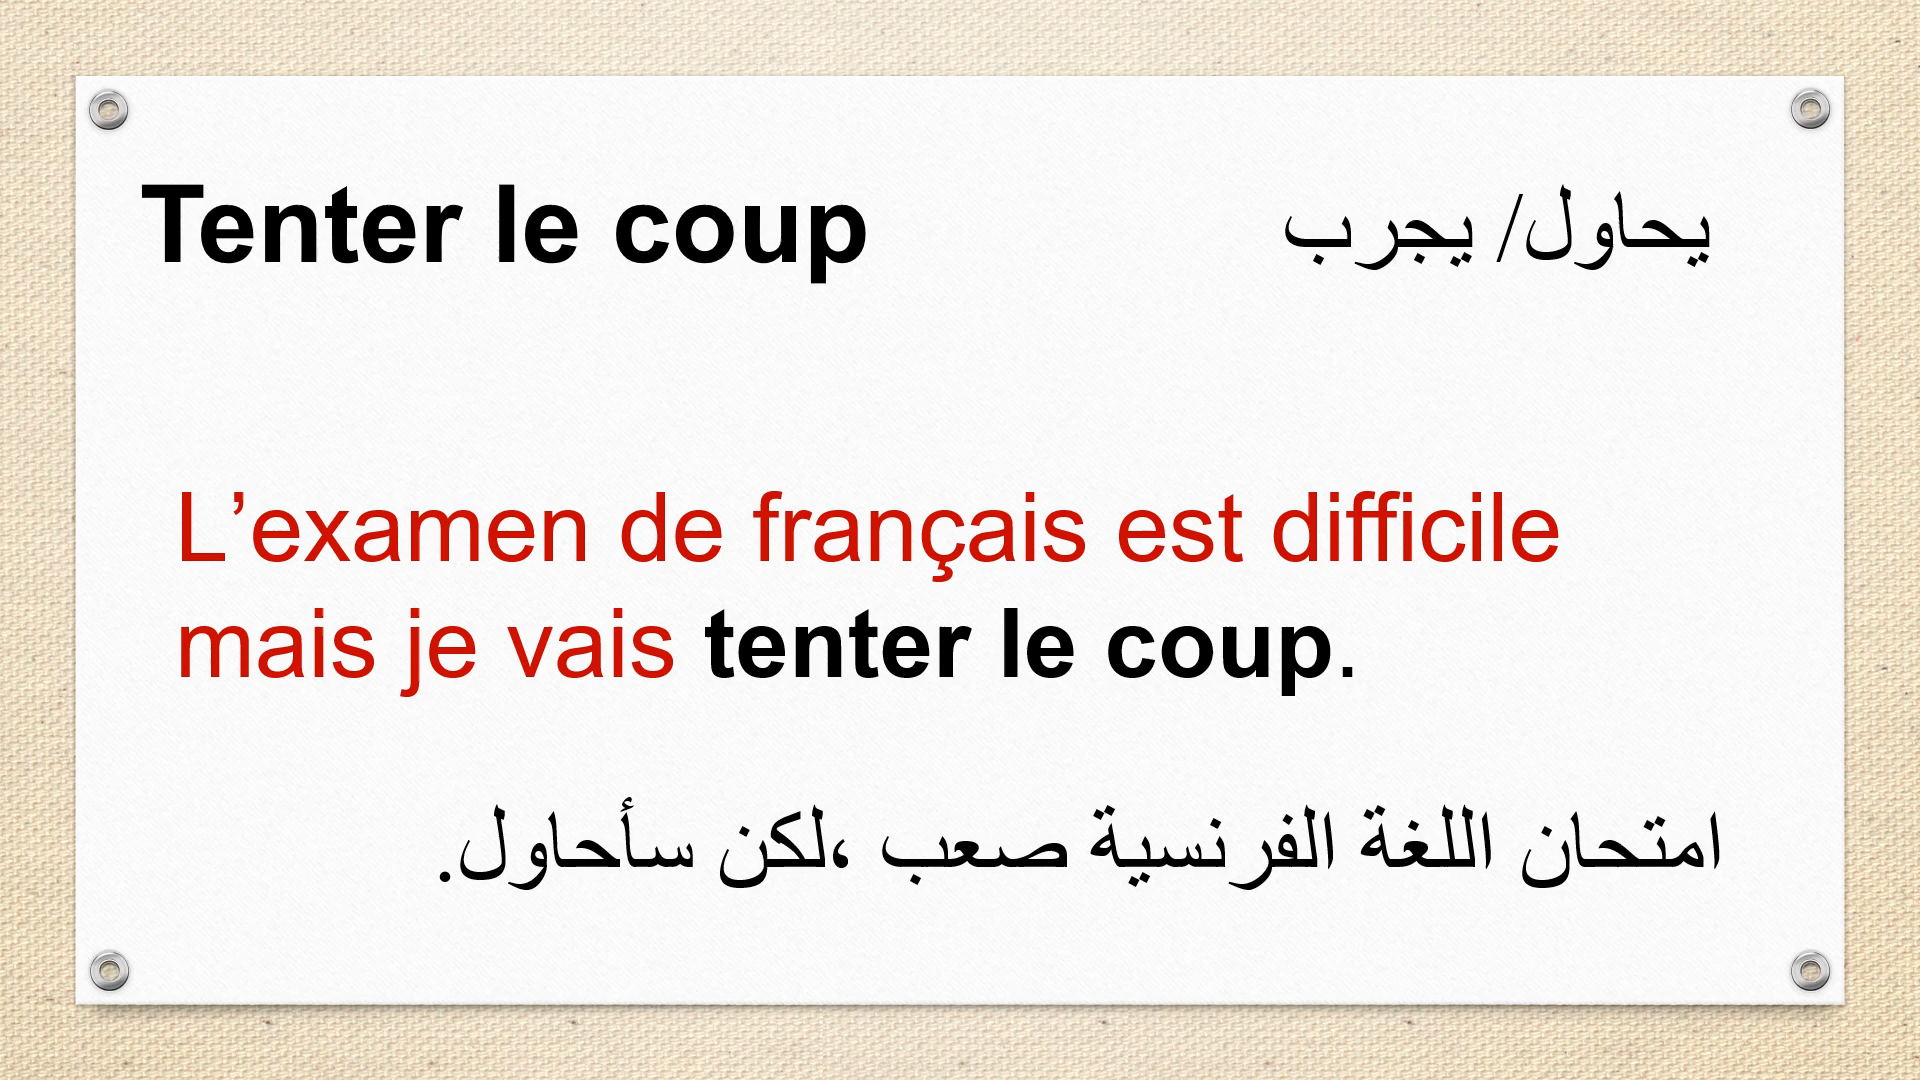 Tenter le coup
يحاول/ يجرب
L’examen de français est difficile
mais je vais tenter le coup.
امتحان اللغة الفرنسية صعب ،لكن سأحاول.